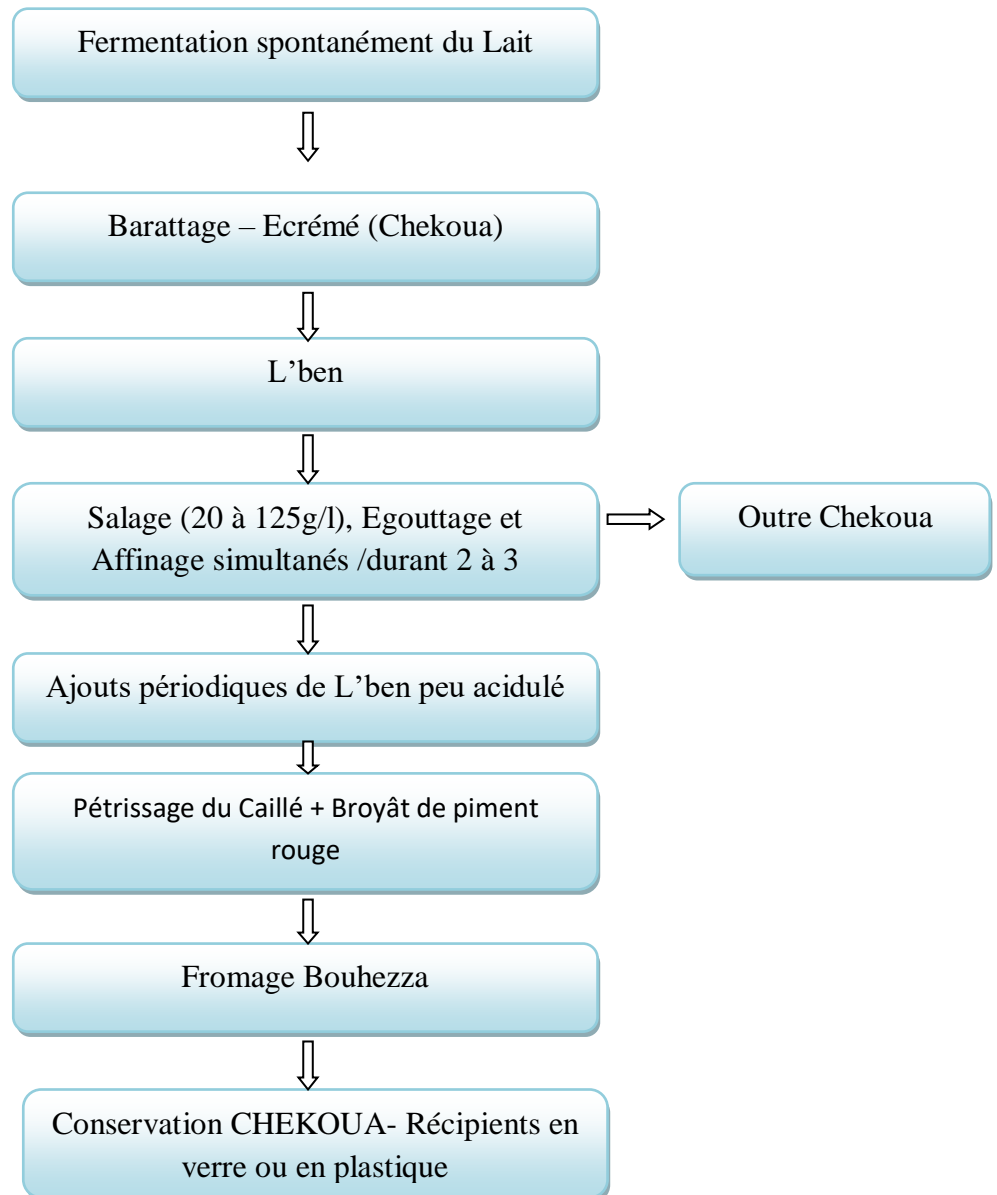 Fermentation spontanément du Lait
Barattage – Ecrémé (Chekoua)
L’ben
Salage (20 à 125g/l), Egouttage et
Affinage simultanés /durant 2 à 3
Outre Chekoua
Ajouts périodiques de L’ben peu acidulé
Pétrissage du Caillé + Broyât de piment
rouge
Fromage Bouhezza
Conservation CHEKOUA- Récipients en
verre ou en plastique